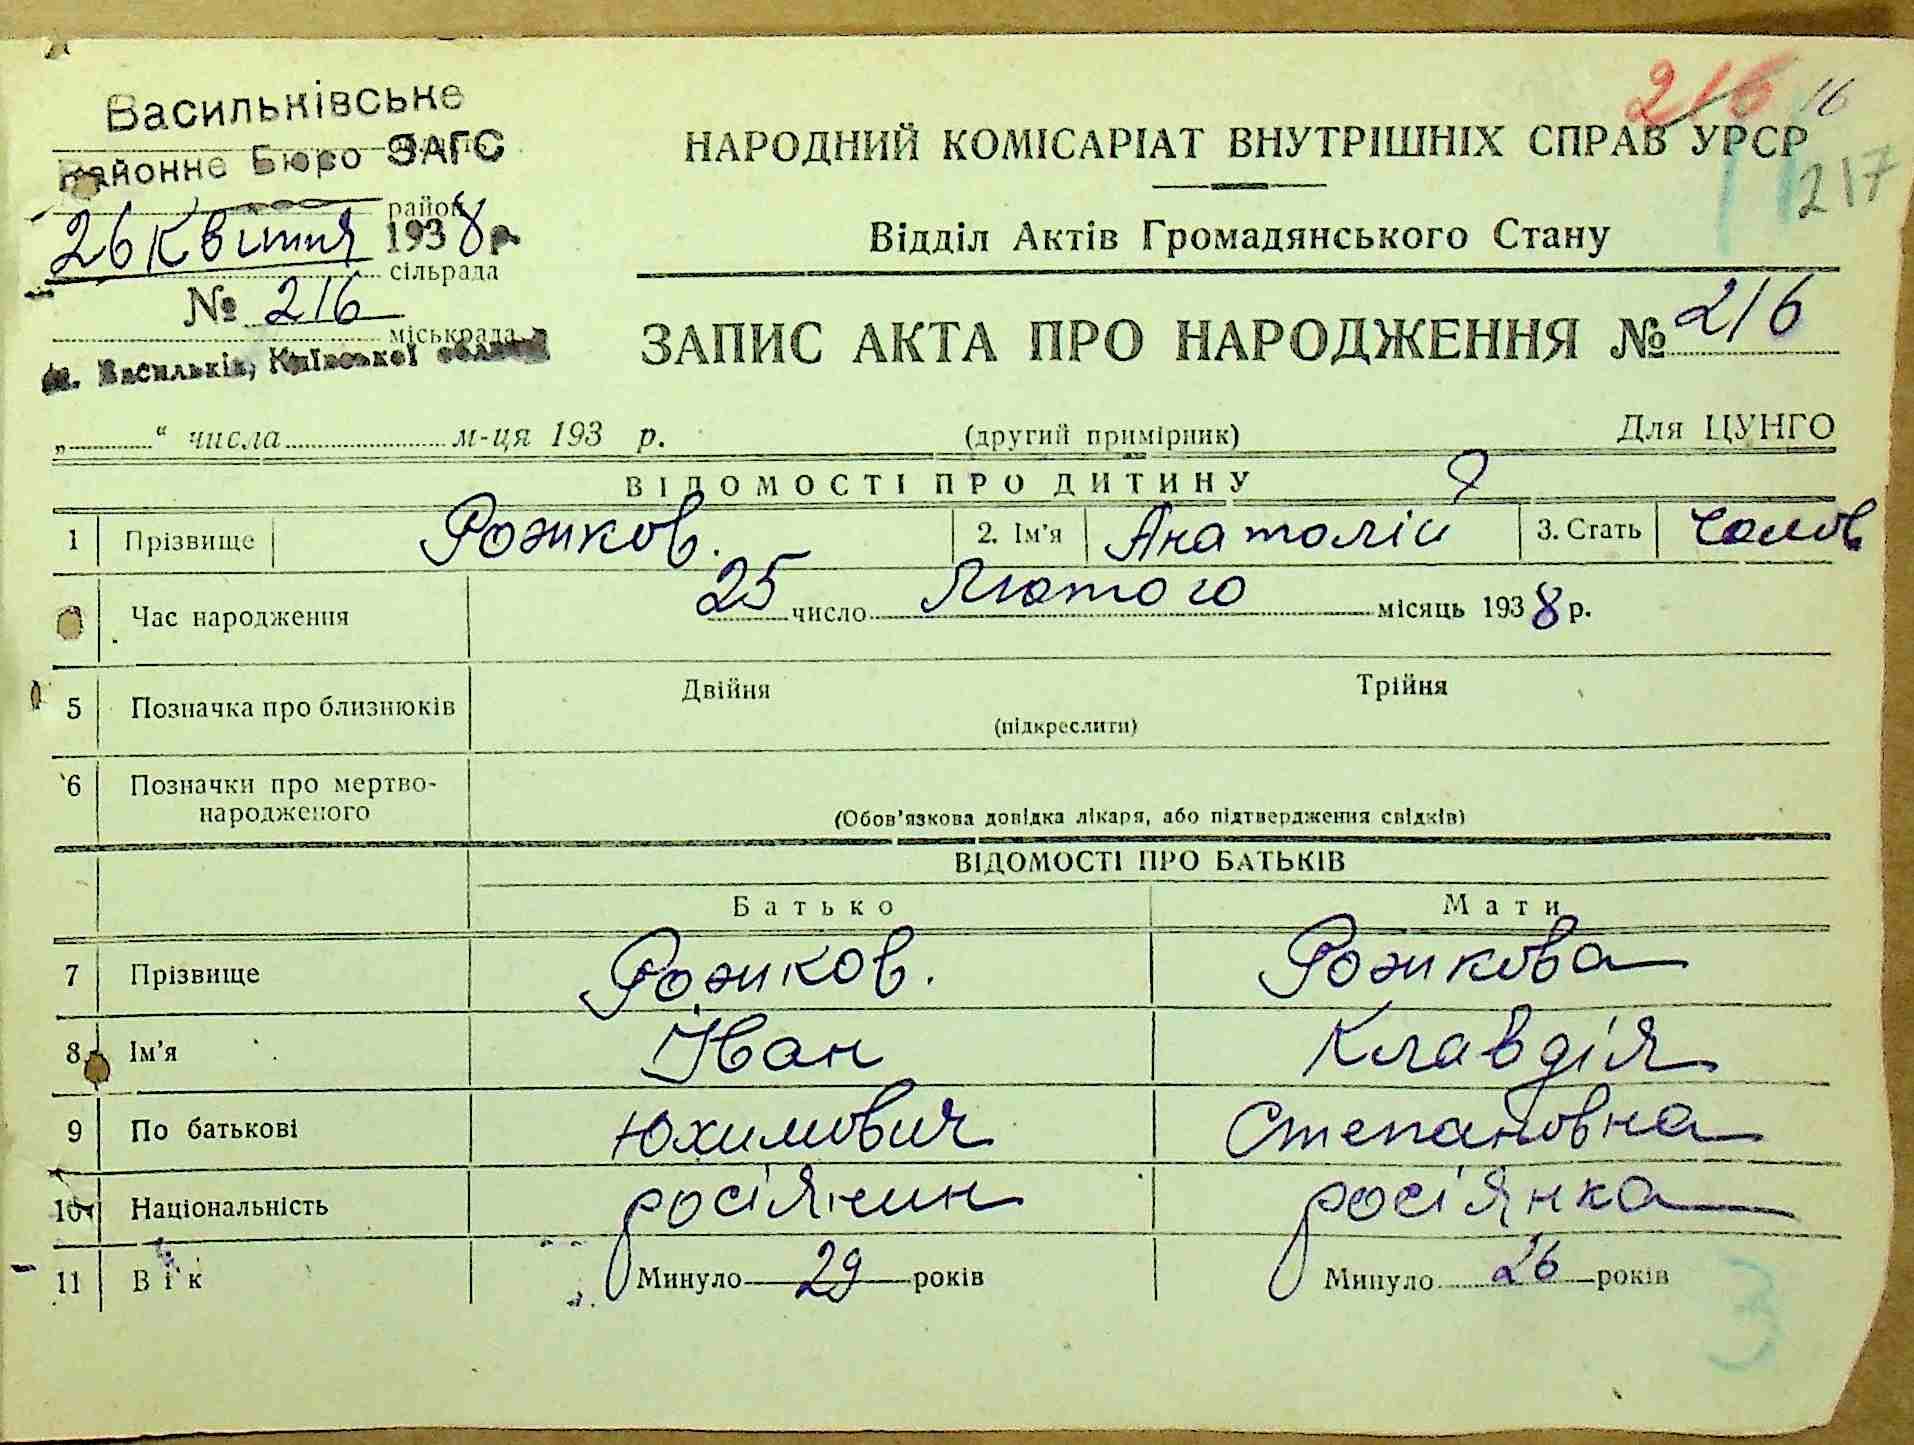 Васильківське
Районне Бюро ЗАГС
район
26 Квітня 1938 р.
сільрада
№ 216
міськрада
м. Васильків, Київської області
216 16
217
НАРОДНИЙ КОМІСАРІАТ ВНУТРІШНІХ СПРАВ УРСР
Відділ Актів Громадянського Стану
ЗАПИС АКТА ПРО НАРОДЖЕННЯ № 216
„ “ числа м-ця 193 р. (другий примірник) Для ЦУНГО
ВІДОМОСТІ ПРО ДИТИНУ
1 Прізвище Рожков. 2. Ім’я Анатолій 3. Стать чолов
Час народження 25 число Лютого місяць 1938 р.
5 Позначка про близнюків Двійня Трійня
(підкреслити)
6 Позначки про мертво-
народженого (Обов’язкова довідка лікаря, або підтвердження свідків)
ВІДОМОСТІ ПРО БАТЬКІВ
Батько Мати
7 Прізвище Рожков. Рожкова
8 Ім’я Іван Клавдія
9 По батькові Юхимович Степановна
10 Національність росіянин росіянка
11 Вік Минуло 29 років Минуло 26 років
3